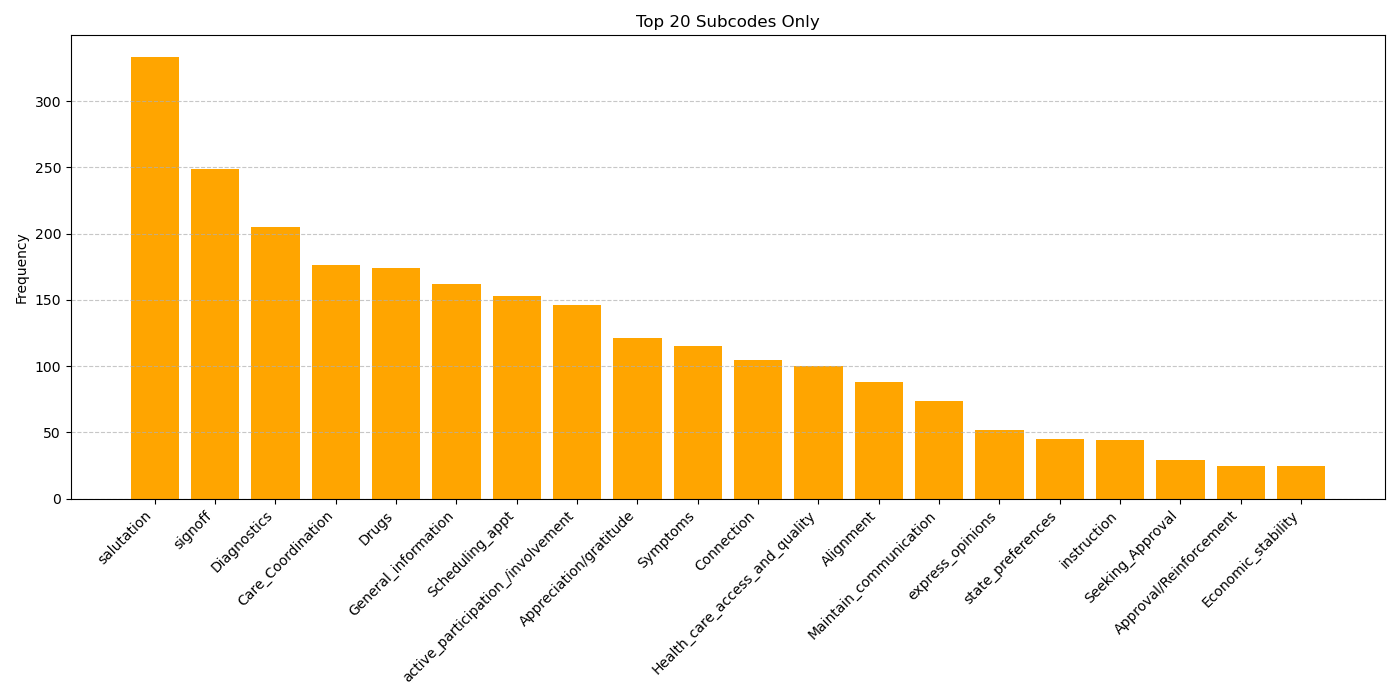 Top 20 Subcodes Only
Frequency
300
250
200
150
100
50
0
salutation
signoff
Diagnostics
Care_Coordination
Drugs
General_information
Scheduling_appt
active_participation_/involvement
Appreciation/gratitude
Symptoms
Connection
Health_care_access_and_quality
Alignment
Maintain_communication
express_opinions
state_preferences
instruction
Seeking_Approval
Approval/Reinforcement
Economic_stability